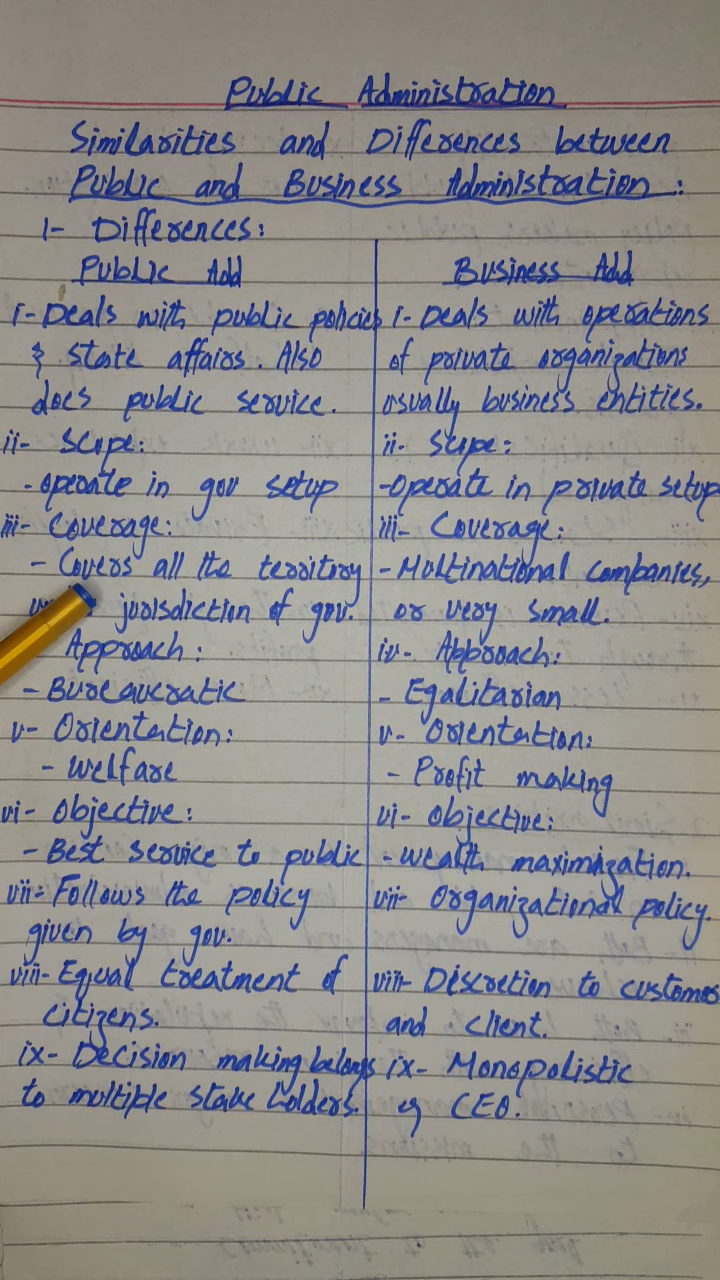 Public Administration
Similarities and Differences between
Public and Business Administration:
1- Differences:
Public Add
i- Deals with public policies
& state affairs. Also
does public service.
ii- Scope:
- operate in gov setup
iii- Coverage:
- Covers all the territory
jurisdiction of gov.
Approach:
- Bureaucratic
v- Orientation:
- Welfare
vi- Objective:
- Best service to public
vii- Follows the policy
given by gov.
viii- Equal treatment of
citizens.
ix- Decision making belongs
to multiple stake holders.
Business Add
i- Deals with operations
of private organizations
usually business entities.
ii- Scope:
- Operate in private setup
iii- Coverage:
- Multinational companies,
or very small.
iv- Approach:
- Egalitarian
v- Orientation:
- Profit making
vi- Objective:
- Wealth maximization.
vii- Organizational policy.
viii- Discretion to customers
and client.
ix- Monopolistic
of CEO.